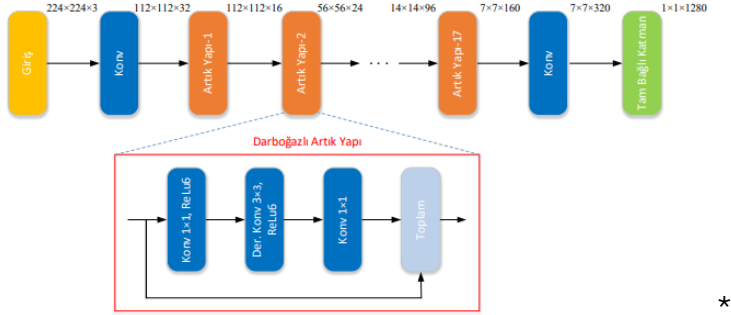 224×224×3 112×112×32 112×112×16 56×56×24 14×14×96 7×7×160 7×7×320 1×1×1280
Giriş
Konv
Artık Yapı-1
Artık Yapı-2
...
Artık Yapı-17
Konv
Tam Bağlı Katman
Darboğazlı Artık Yapı
Konv 1×1, ReLu6
Der. Konv 3×3,
ReLu6
Konv 1×1
Toplam
*